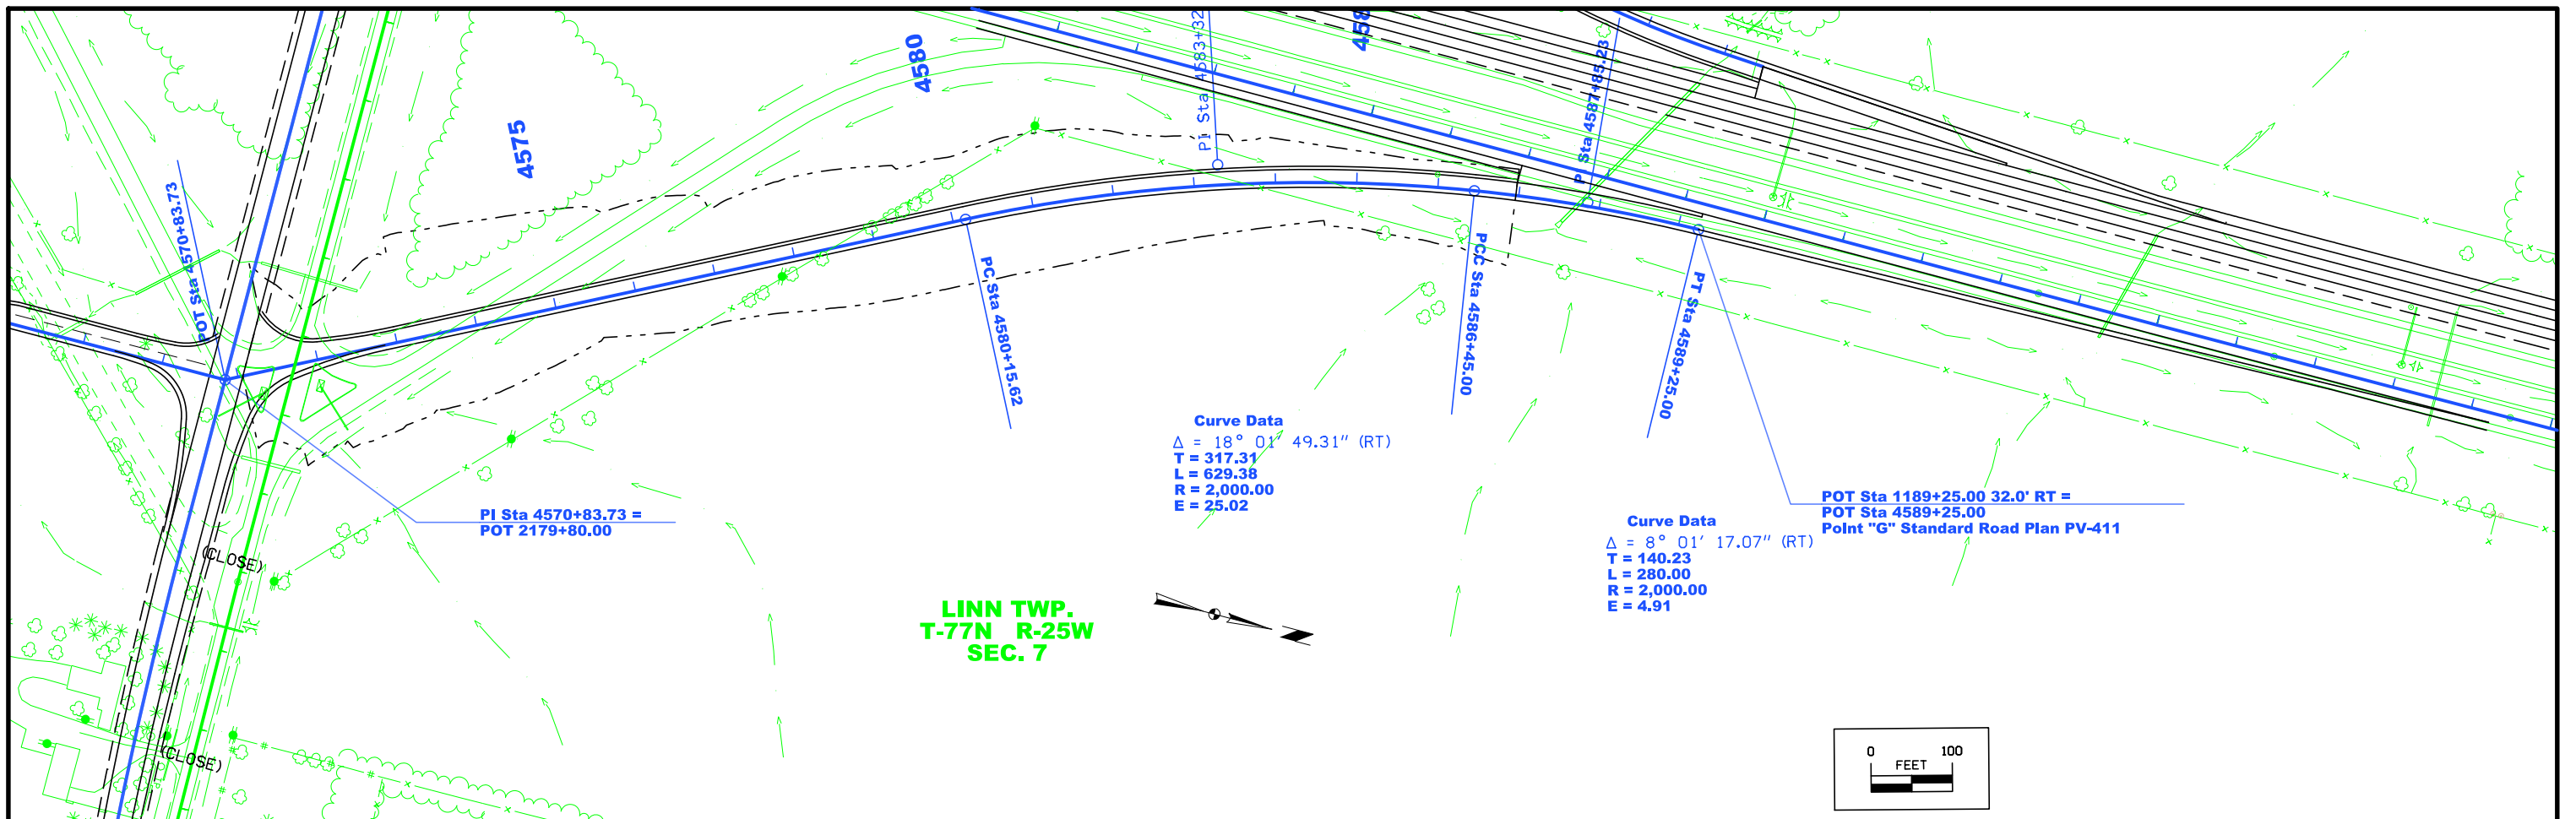 4580
PI Sta 4583+32
458
PI Sta 4587+85.23
4575
POT Sta 4570+83.73
PC Sta 4580+15.62
PCC Sta 4586+45.00
PT Sta 4589+25.00
Curve Data
Δ = 18° 01' 49.31" (RT)
T = 317.31
L = 629.38
R = 2,000.00
E = 25.02
PI Sta 4570+83.73 =
POT 2179+80.00
POT Sta 1189+25.00 32.0' RT =
POT Sta 4589+25.00
Point "G" Standard Road Plan PV-411
Curve Data
Δ = 8° 01' 17.07" (RT)
T = 140.23
L = 280.00
R = 2,000.00
E = 4.91
(CLOSE)
LINN TWP.
T-77N R-25W
SEC. 7
(CLOSE)
0 100
FEET